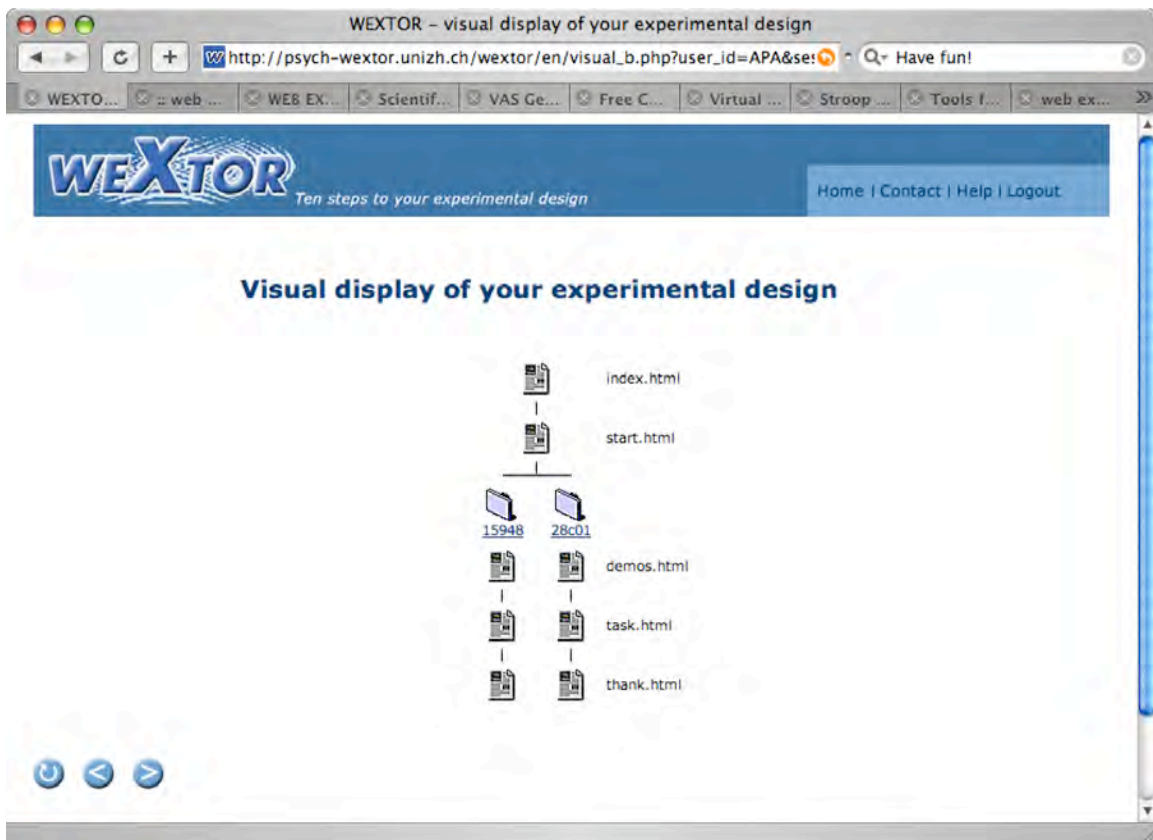 WEXTOR – visual display of your experimental design
http://psych-wextor.unizh.ch/wextor/en/visual_b.php?user_id=APA&se
Have fun!
WEXTO... :: web ... WEB EX... Scientif... VAS Ge... Free C... Virtual ... Stroop ... Tools f... web ex...
WEXTOR
Ten steps to your experimental design
Home | Contact | Help | Logout
Visual display of your experimental design
index.html
start.html
15948 28c01
demos.html
task.html
thank.html